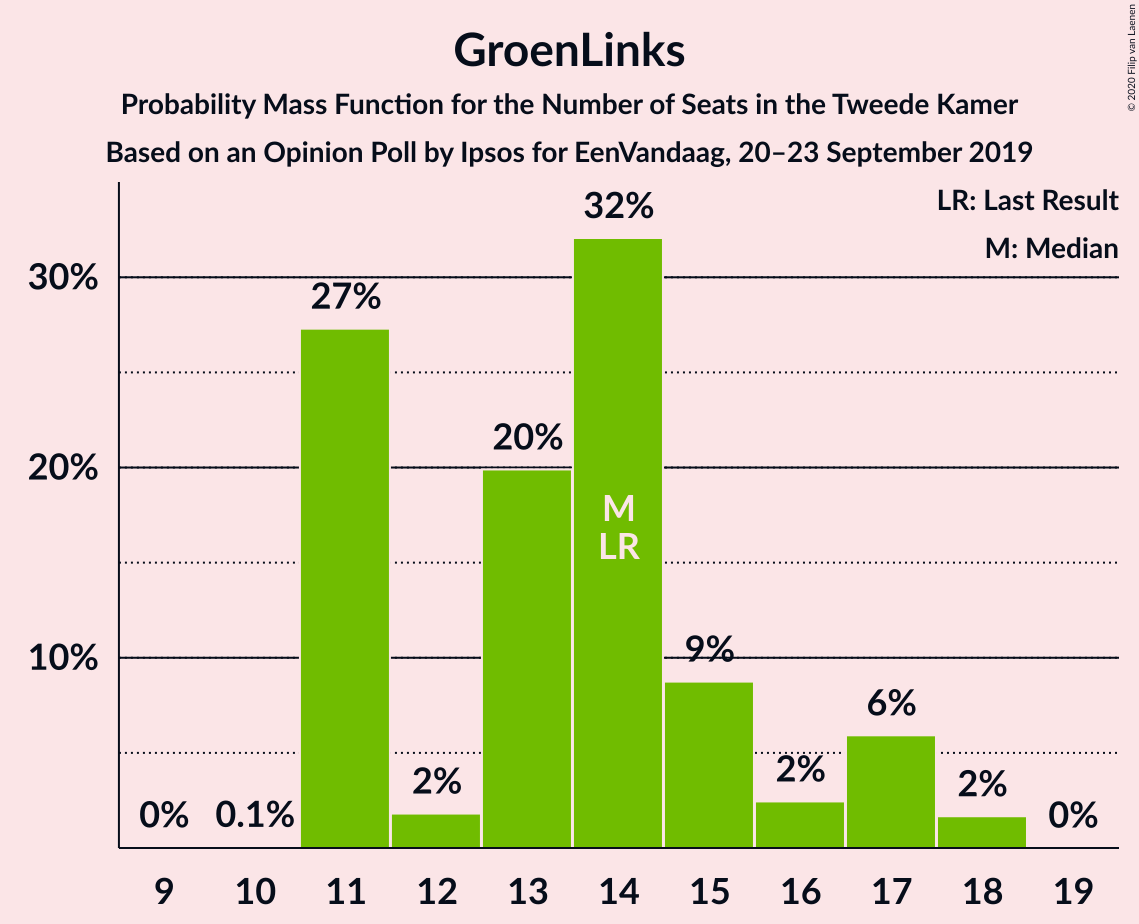 GroenLinks
Probability Mass Function for the Number of Seats in the Tweede Kamer
Based on an Opinion Poll by Ipsos for EenVandaag, 20–23 September 2019
© 2020 Filip van Laenen
LR: Last Result
M: Median
30%
20%
10%
0%
0.1%
27%
2%
20%
32%
M
LR
9%
2%
6%
2%
0%
9 10 11 12 13 14 15 16 17 18 19